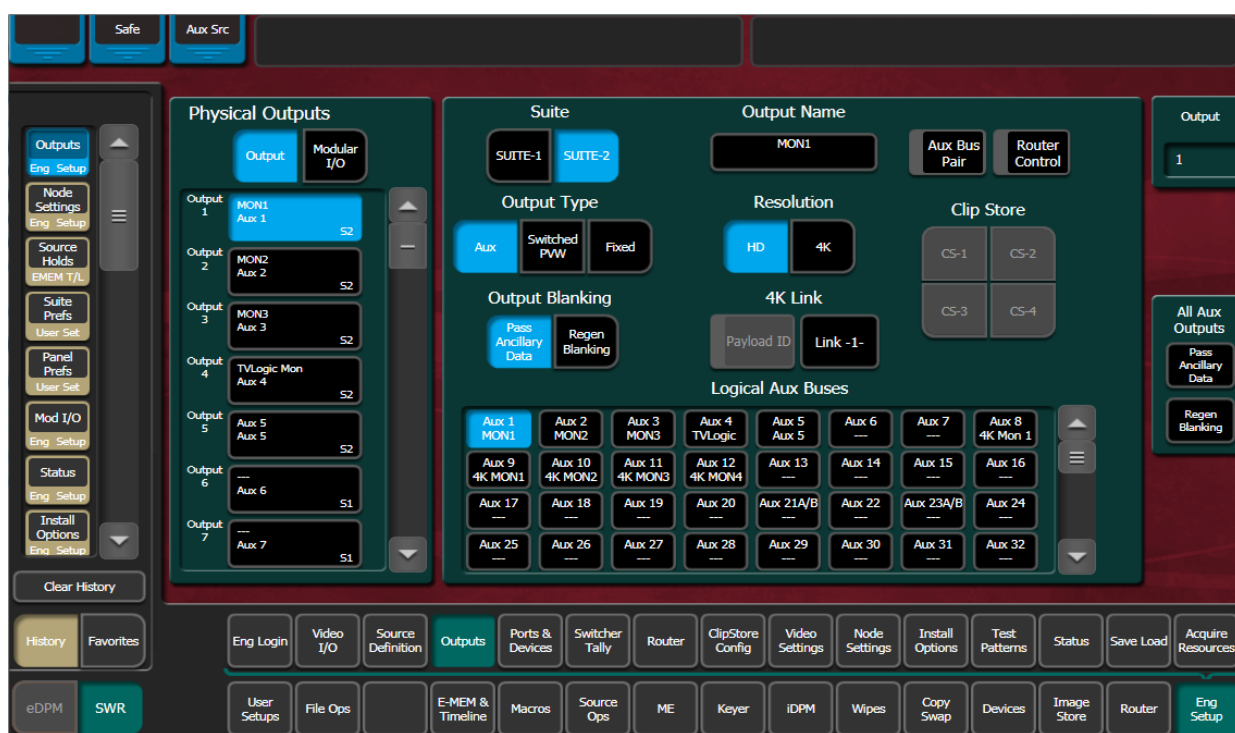 Safe
Aux Src
Outputs
Eng Setup
Node
Settings
Eng Setup
Source
Holds
EMEM T/L
Suite
Prefs
User Set
Panel
Prefs
User Set
Mod I/O
Eng Setup
Status
Eng Setup
Install
Options
Eng Setup
Clear History
History
Favorites
eDPM
SWR
Physical Outputs
Output
Modular
I/O
Output
1
MON1
Aux 1
S2
Output
2
MON2
Aux 2
S2
Output
3
MON3
Aux 3
S2
Output
4
TVLogic Mon
Aux 4
S2
Output
5
Aux 5
Aux 5
S2
Output
6
---
Aux 6
S1
Output
7
---
Aux 7
S1
Suite
SUITE-1
SUITE-2
Output Name
MON1
Aux Bus
Pair
Router
Control
Output Type
Aux
Switched
PVW
Fixed
Resolution
HD
4K
Clip Store
CS-1
CS-2
CS-3
CS-4
Output Blanking
Pass
Ancillary
Data
Regen
Blanking
4K Link
Payload ID
Link -1-
Logical Aux Buses
Aux 1
MON1
Aux 2
MON2
Aux 3
MON3
Aux 4
TVLogic
Aux 5
Aux 5
Aux 6
---
Aux 7
---
Aux 8
4K Mon 1
Aux 9
4K MON1
Aux 10
4K MON2
Aux 11
4K MON3
Aux 12
4K MON4
Aux 13
---
Aux 14
---
Aux 15
---
Aux 16
---
Aux 17
---
Aux 18
---
Aux 19
---
Aux 20
---
Aux 21A/B
---
Aux 22
---
Aux 23A/B
---
Aux 24
---
Aux 25
---
Aux 26
---
Aux 27
---
Aux 28
---
Aux 29
---
Aux 30
---
Aux 31
---
Aux 32
---
Output
1
All Aux
Outputs
Pass
Ancillary
Data
Regen
Blanking
Eng Login
Video
I/O
Source
Definition
Outputs
Ports &
Devices
Switcher
Tally
Router
ClipStore
Config
Video
Settings
Node
Settings
Install
Options
Test
Patterns
Status
Save Load
Acquire
Resources
User
Setups
File Ops
E-MEM &
Timeline
Macros
Source
Ops
ME
Keyer
iDPM
Wipes
Copy
Swap
Devices
Image
Store
Router
Eng
Setup